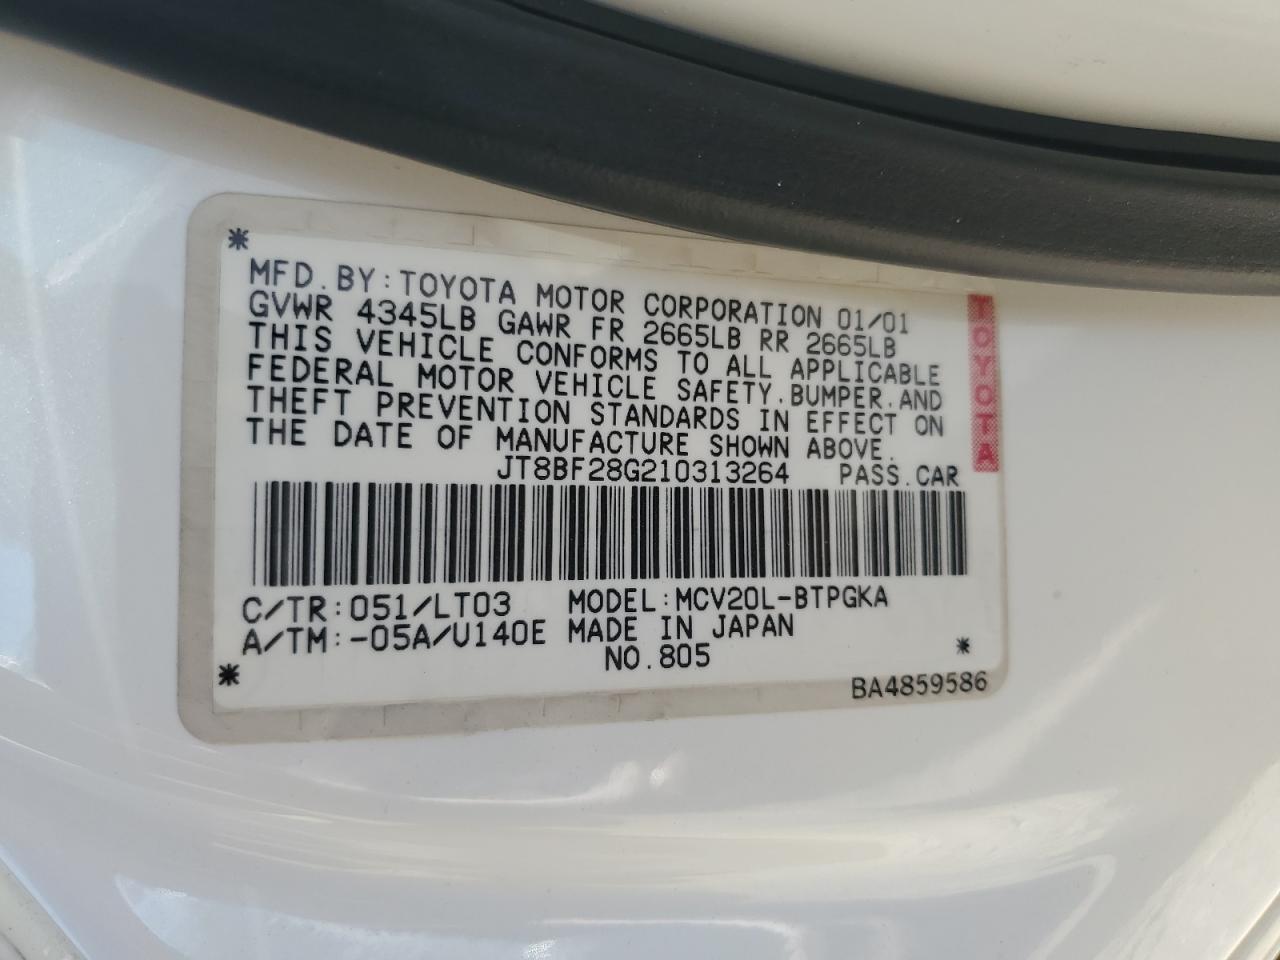 MFD.BY:TOYOTA MOTOR CORPORATION 01/01
GVWR 4345LB GAWR FR 2665LB RR 2665LB
THIS VEHICLE CONFORMS TO ALL APPLICABLE
FEDERAL MOTOR VEHICLE SAFETY.BUMPER.AND
THEFT PREVENTION STANDARDS IN EFFECT ON
THE DATE OF MANUFACTURE SHOWN ABOVE.
JT8BF28G210313264 PASS.CAR
C/TR:051/LT03 MODEL:MCV20L-BTPGKA
A/TM:-05A/U140E MADE IN JAPAN
NO.805
BA4859586
TOYOTA